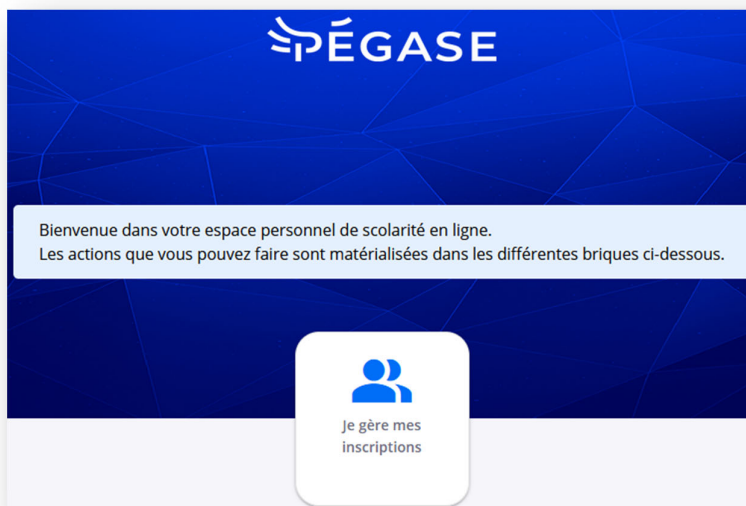 PÉGASE
Bienvenue dans votre espace personnel de scolarité en ligne.
Les actions que vous pouvez faire sont matérialisées dans les différentes briques ci-dessous.
Je gère mes
inscriptions